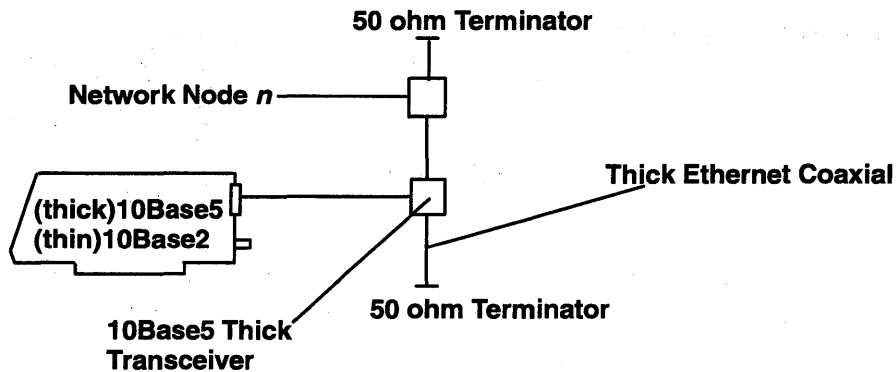 50 ohm Terminator
Network Node n
Thick Ethernet Coaxial
(thick)10Base5
(thin)10Base2
50 ohm Terminator
10Base5 Thick
Transceiver